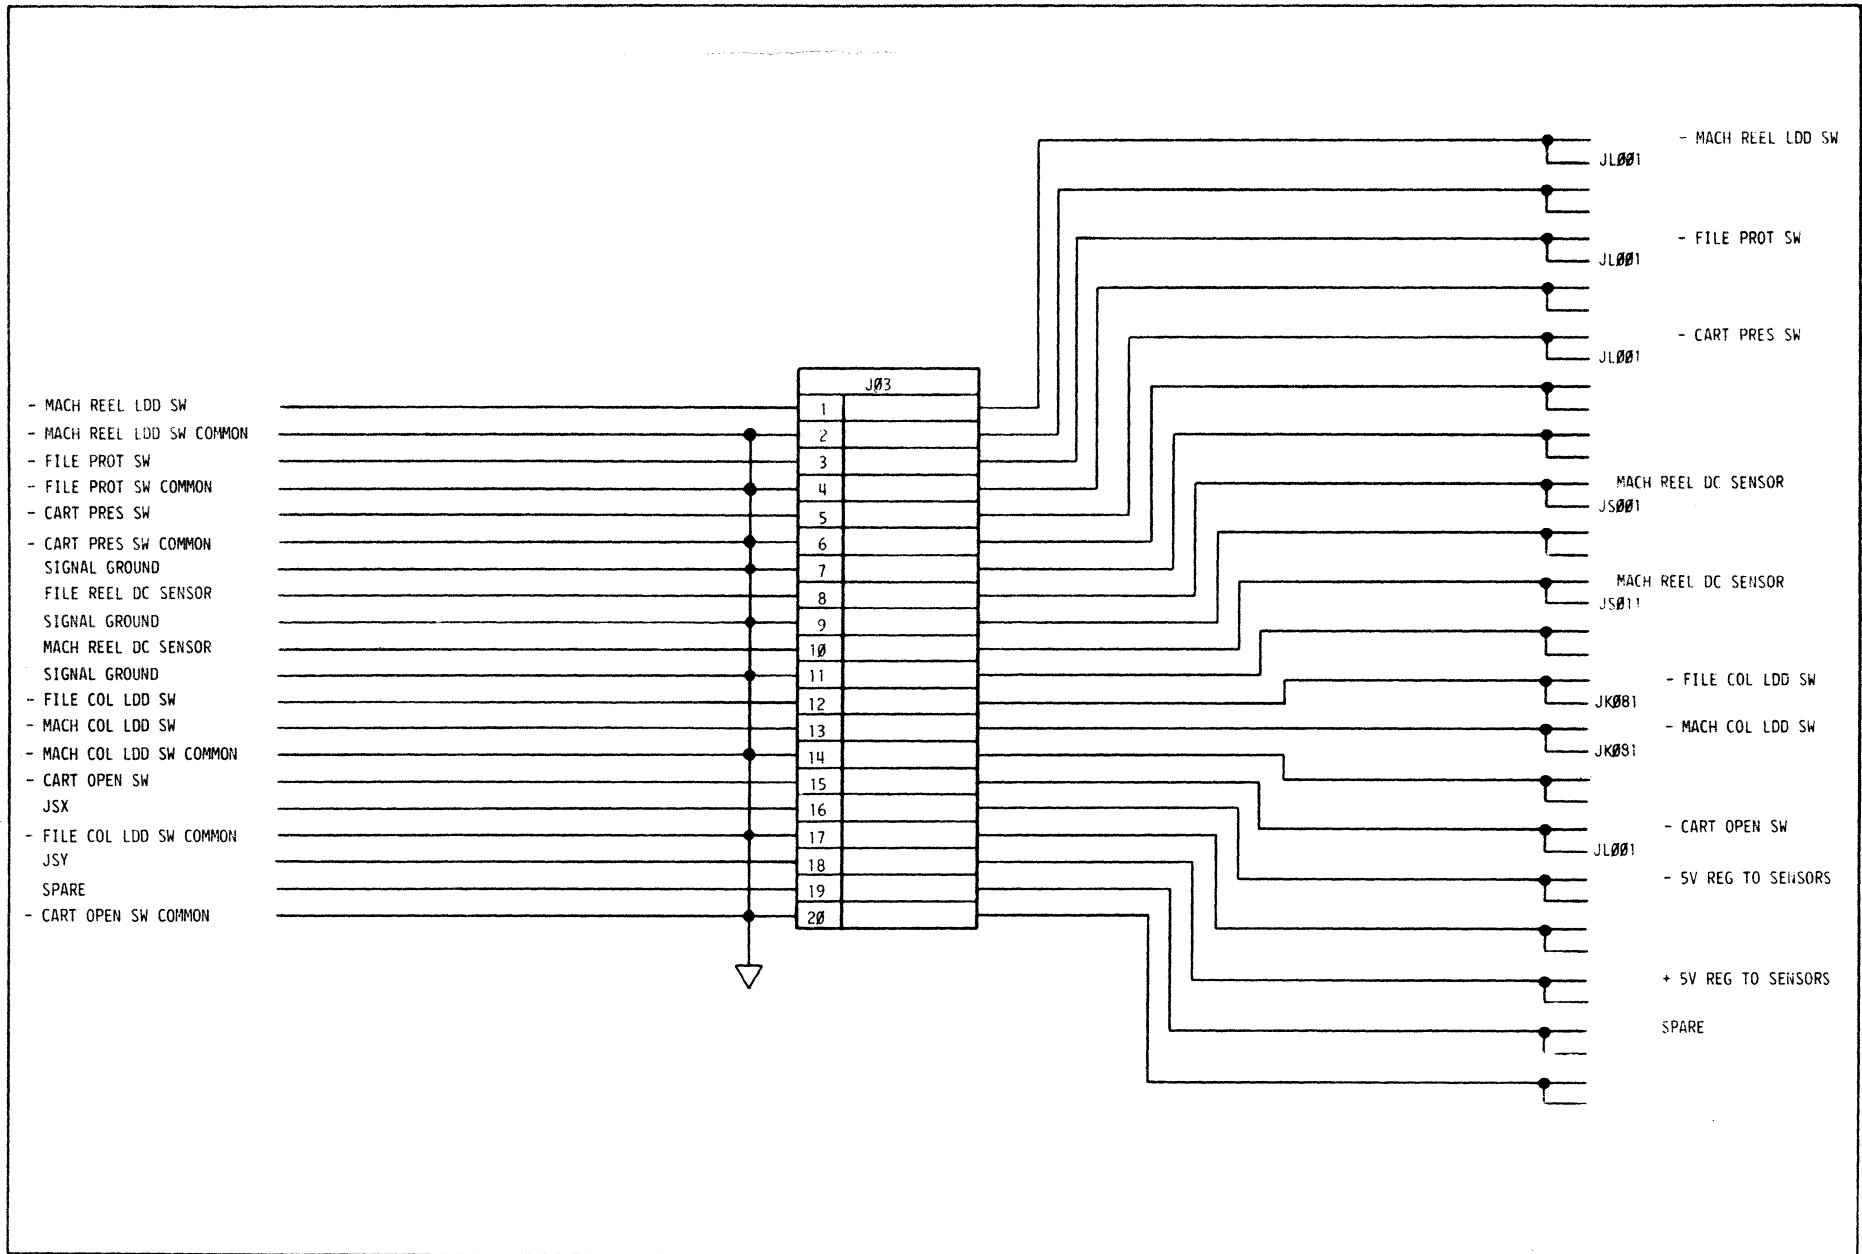 - MACH REEL LDD SW
JLØØ1
- FILE PROT SW
JLØØ1
- CART PRES SW
JLØØ1
JØ3
- MACH REEL LDD SW
1
- MACH REEL LDD SW COMMON
2
- FILE PROT SW
3
- FILE PROT SW COMMON
4
- CART PRES SW
5
- CART PRES SW COMMON
6
SIGNAL GROUND
7
FILE REEL DC SENSOR
8
SIGNAL GROUND
9
MACH REEL DC SENSOR
1Ø
SIGNAL GROUND
11
- FILE COL LDD SW
12
- MACH COL LDD SW
13
- MACH COL LDD SW COMMON
14
- CART OPEN SW
15
JSX
16
- FILE COL LDD SW COMMON
17
JSY
18
SPARE
19
- CART OPEN SW COMMON
2Ø
MACH REEL DC SENSOR
JSØØ1
MACH REEL DC SENSOR
JSØ11
- FILE COL LDD SW
JKØ81
- MACH COL LDD SW
JKØ81
- CART OPEN SW
JLØØ1
- 5V REG TO SENSORS
+ 5V REG TO SENSORS
SPARE